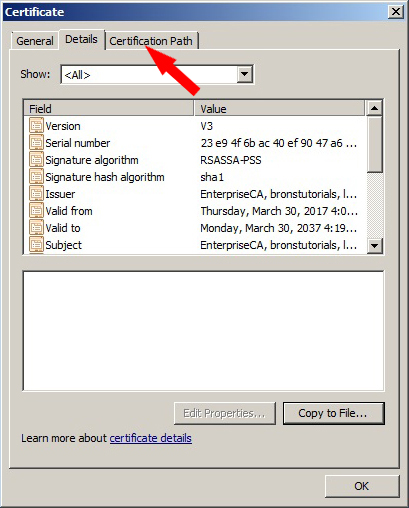 Certificate
General Details Certification Path
Show: <All>
Field Value
Version V3
Serial number 23 e9 4f 6b ac 40 ef 90 47 a6 ...
Signature algorithm RSASSA-PSS
Signature hash algorithm sha1
Issuer EnterpriseCA, bronstutorials, l...
Valid from Thursday, March 30, 2017 4:0...
Valid to Monday, March 30, 2037 4:19...
Subject EnterpriseCA, bronstutorials, l...
Edit Properties... Copy to File...
Learn more about certificate details
OK